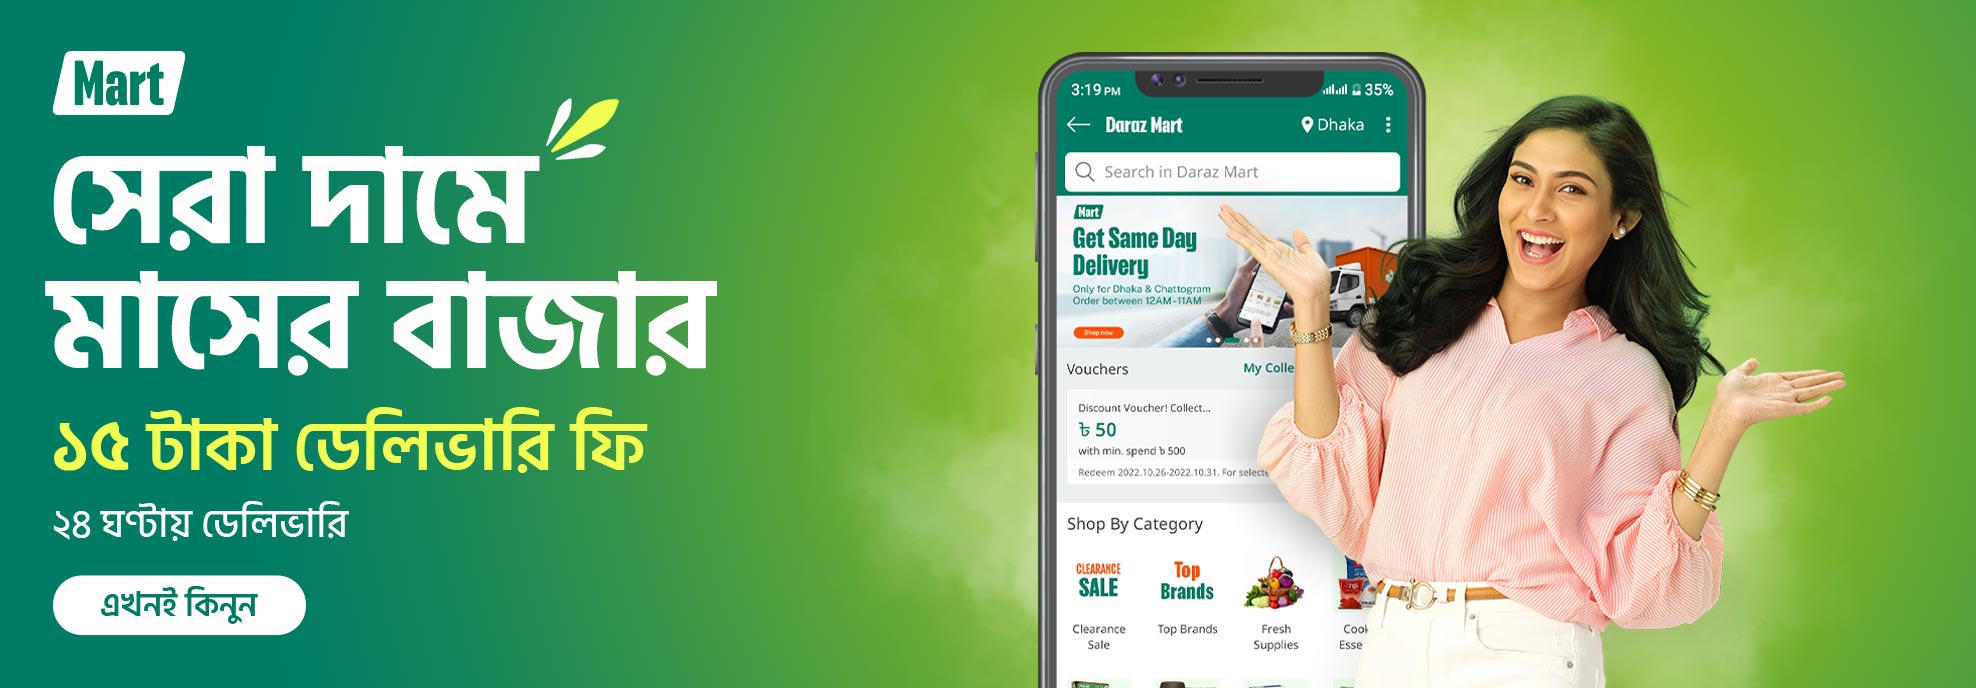 Mart
সেরা দামে
মাসের বাজার
১৫ টাকা ডেলিভারি ফি
২৪ ঘণ্টায় ডেলিভারি
এখনই কিনুন
3:19 PM
35%
Daraz Mart
Dhaka
Search in Daraz Mart
Mart
Get Same Day
Delivery
Only for Dhaka & Chattogram
Order between 12AM-11AM
Shop now
Vouchers
My Colle
Discount Voucher! Collect...
৳ 50
with min. spend ৳ 500
Redeem 2022.10.26-2022.10.31. For selecte
Shop By Category
CLEARANCE
SALE
Top
Brands
Clearance
Sale
Top Brands
Fresh
Supplies
Cook
Esse